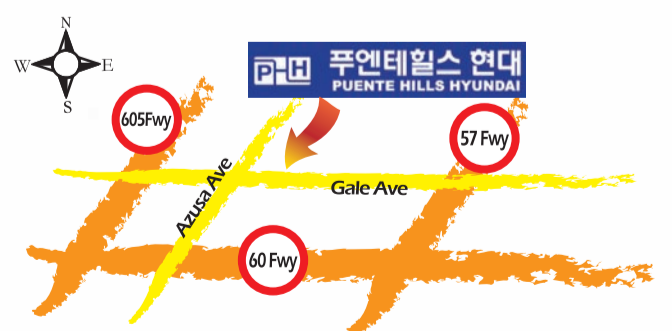 N
W E
S
PH 푸엔테힐스 현대
PUENTE HILLS HYUNDAI
605Fwy
57 Fwy
Azusa Ave
Gale Ave
60 Fwy